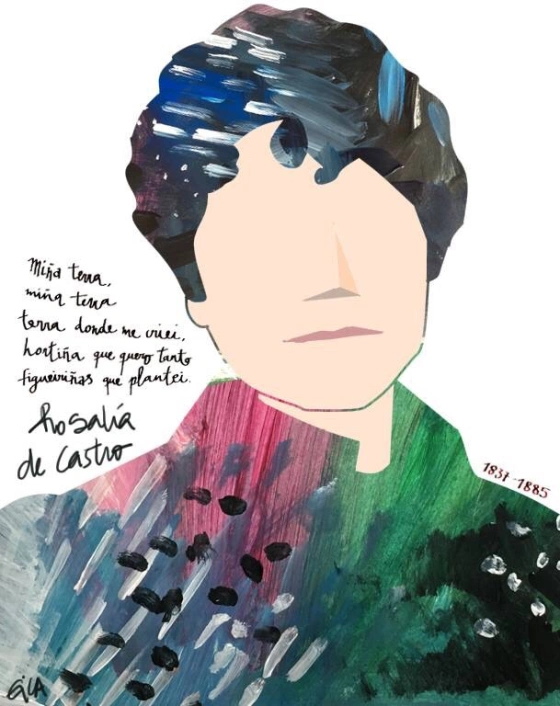 Miña terra,
miña terra
terra donde me criei,
hortiña que quero tanto
figueiriñas que plantei.
Rosalía
de Castro
1837-1885